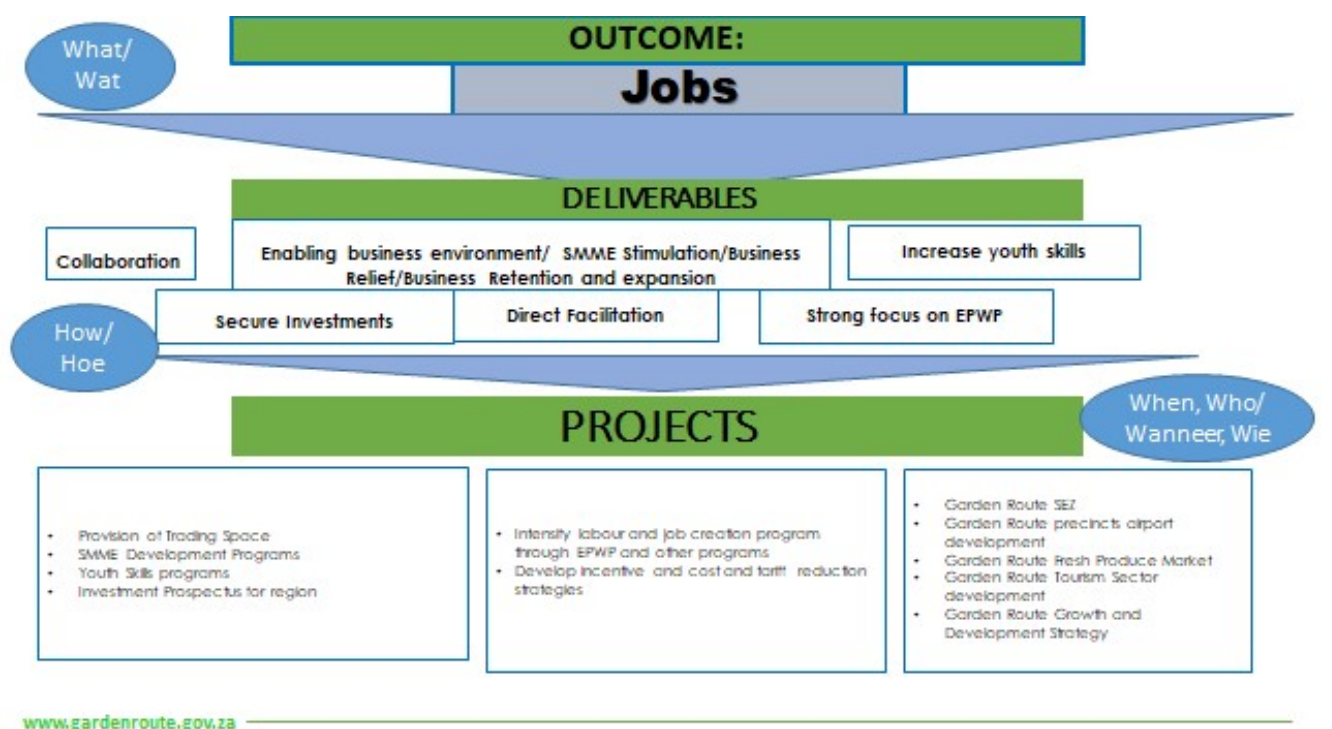 What/
Wat
OUTCOME:
Jobs
DELIVERABLES
Collaboration
Enabling business environment/ SMME Stimulation/Business
Relief/Business Retention and expansion
Increase youth skills
Secure Investments
Direct Facilitation
Strong focus on EPWP
How/
Hoe
PROJECTS
When, Who/
Wanneer, Wie
• Provision of Trading Space
• SMME Development Programs
• Youth Skills programs
• Investment Prospectus for region
• Intensify labour and job creation program
through EPWP and other programs
• Develop incentive and cost and tariff reduction
strategies
• Garden Route SEZ
• Garden Route precincts airport
development
• Garden Route Fresh Produce Market
• Garden Route Tourism Sector
development
• Garden Route Growth and
Development Strategy
www.gardenroute.gov.za